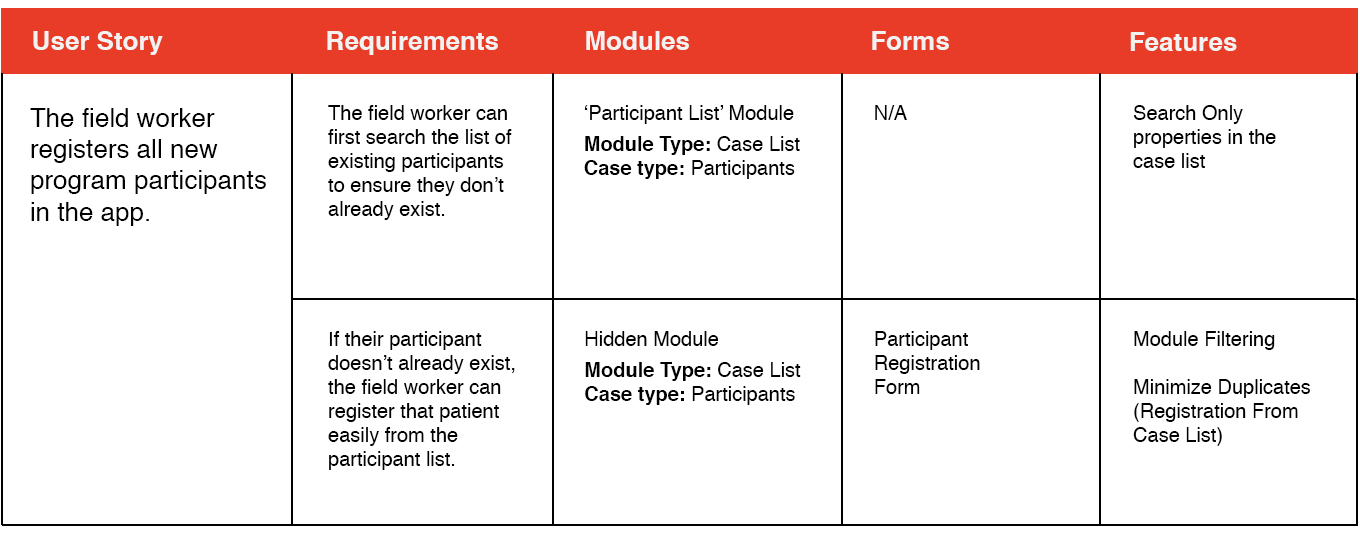 User Story
Requirements
Modules
Forms
Features
The field worker
registers all new
program participants
in the app.
The field worker can
first search the list of
existing participants
to ensure they don’t
already exist.
‘Participant List’ Module
Module Type: Case List
Case type: Participants
N/A
Search Only
properties in the
case list
If their participant
doesn’t already exist,
the field worker can
register that patient
easily from the
participant list.
Hidden Module
Module Type: Case List
Case type: Participants
Participant
Registration
Form
Module Filtering
Minimize Duplicates
(Registration From
Case List)